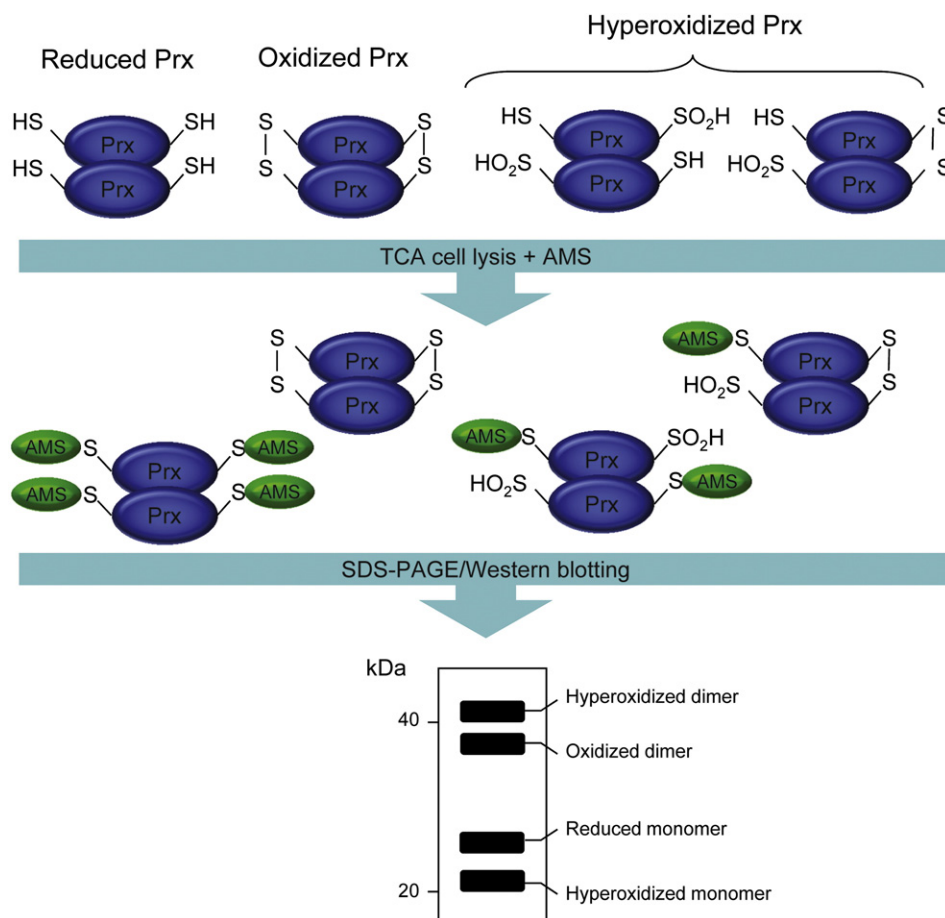 Hyperoxidized Prx
Reduced Prx
Oxidized Prx
HS
SH
Prx
HS
SH
Prx
S
S
Prx
S
S
Prx
HS
SO₂H
Prx
HO₂S
SH
Prx
HS
S
Prx
HO₂S
S
Prx
TCA cell lysis + AMS
S
S
Prx
S
S
Prx
AMS
S
S
Prx
HO₂S
S
Prx
AMS
S
S
AMS
Prx
AMS
S
S
AMS
Prx
AMS
S
SO₂H
Prx
HO₂S
S
AMS
Prx
SDS-PAGE/Western blotting
kDa
Hyperoxidized dimer
40
Oxidized dimer
Reduced monomer
20
Hyperoxidized monomer